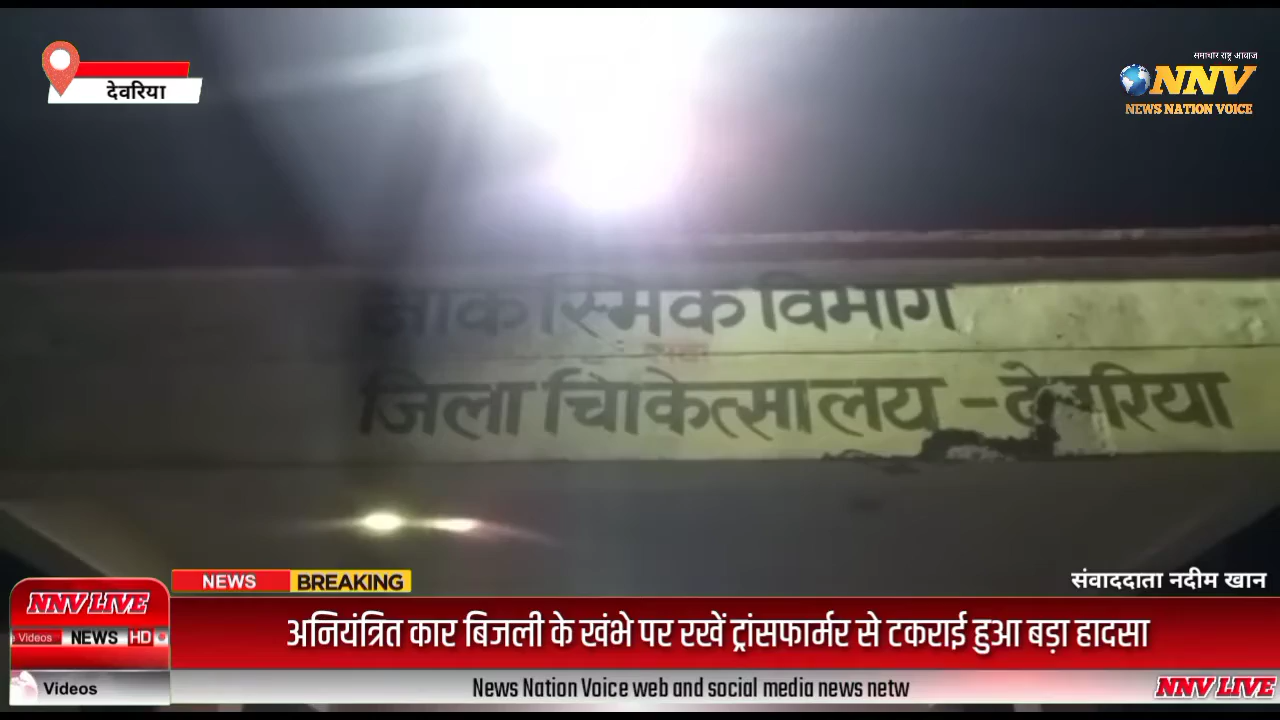 देवरिया
समाचार राष्ट्र आवाज
NNV
NEWS NATION VOICE
आकस्मिक विभाग
जिला चिकित्सालय - देवरिया
NEWS BREAKING
संवाददाता नदीम खान
NNV LIVE
Videos NEWS HD
अनियंत्रित कार बिजली के खंभे पर रखें ट्रांसफार्मर से टकराई हुआ बड़ा हादसा
Videos
News Nation Voice web and social media news netw
NNV LIVE